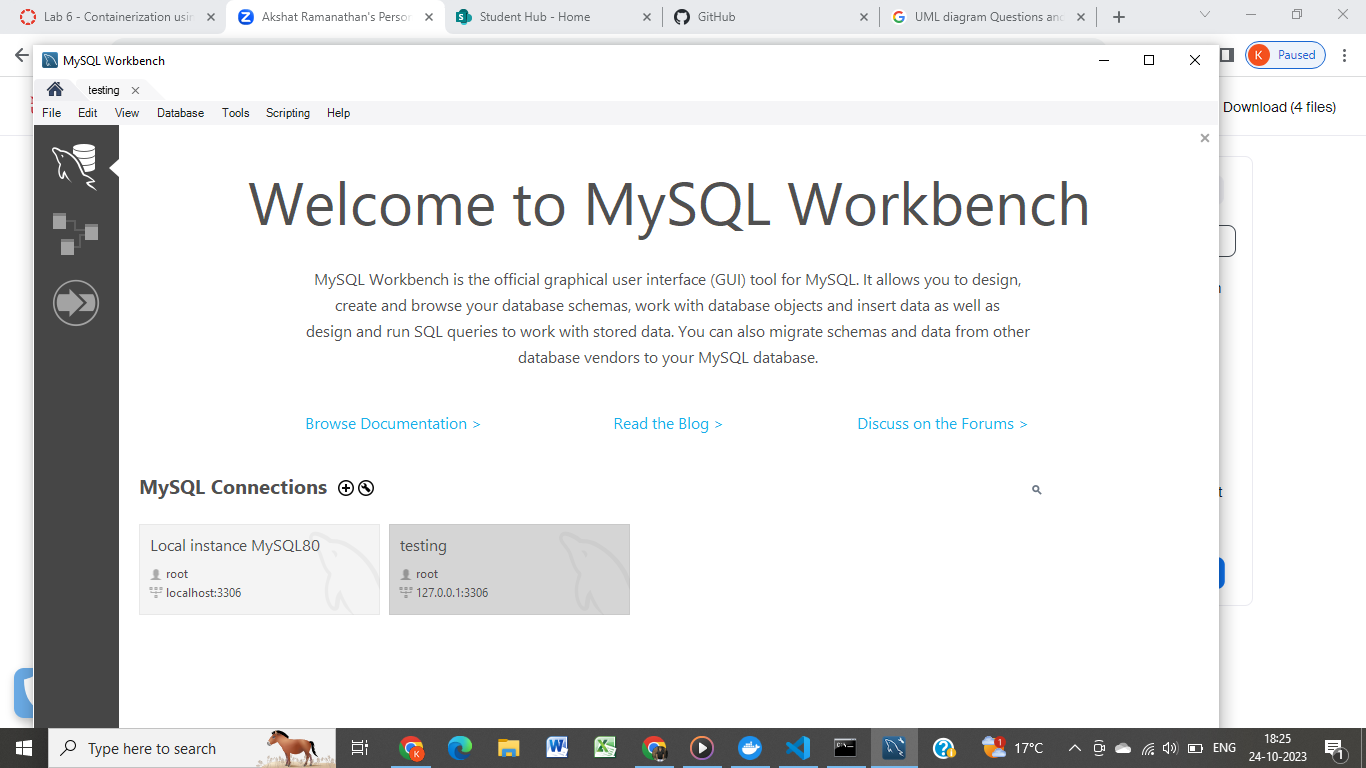 Lab 6 - Containerization usin
Akshat Ramanathan's Person
Student Hub - Home
GitHub
UML diagram Questions and
K Paused
MySQL Workbench
testing
File Edit View Database Tools Scripting Help
Download (4 files)
Welcome to MySQL Workbench
MySQL Workbench is the official graphical user interface (GUI) tool for MySQL. It allows you to design,
create and browse your database schemas, work with database objects and insert data as well as
design and run SQL queries to work with stored data. You can also migrate schemas and data from other
database vendors to your MySQL database.
Browse Documentation > Read the Blog > Discuss on the Forums >
MySQL Connections
Local instance MySQL80
root
localhost:3306
testing
root
127.0.0.1:3306
Type here to search
17°C
ENG
18:25
24-10-2023
1